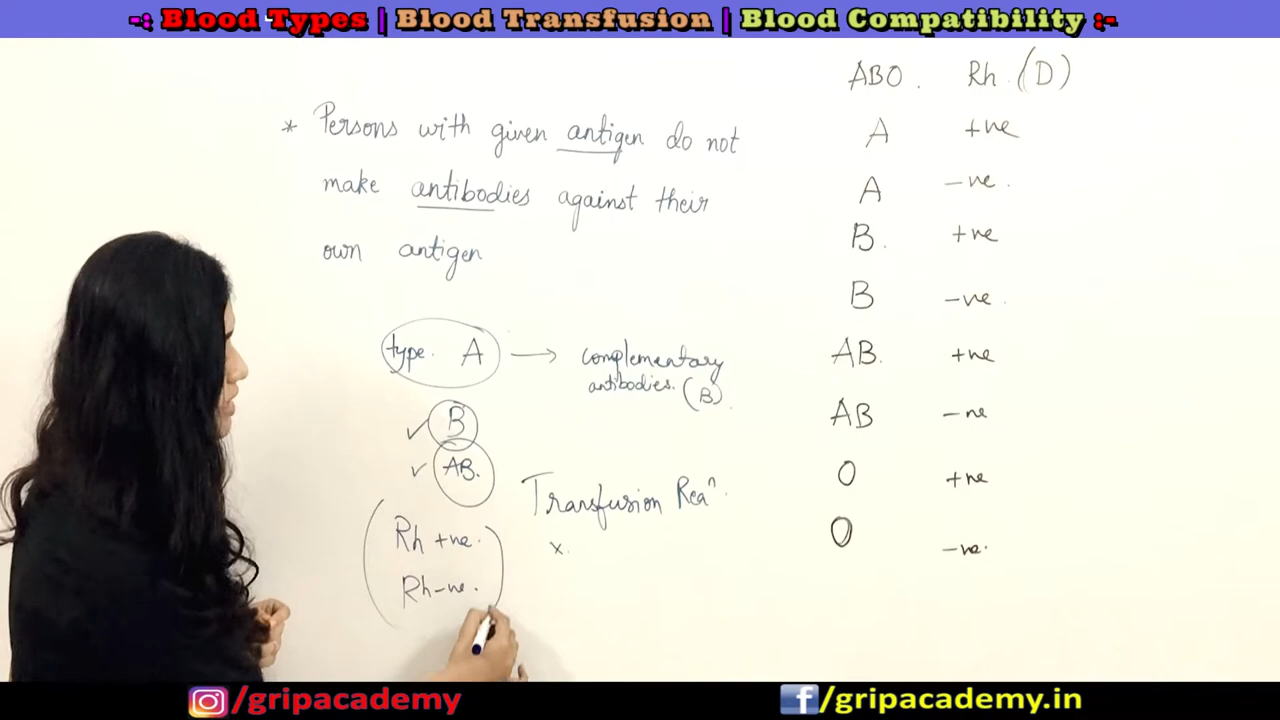 -: Blood Types | Blood Transfusion | Blood Compatibility :-
* Persons with given antigen do not
make antibodies against their
own antigen
type. A → complementary
antibodies. (B).
✓ B
✓ AB.
Transfusion Reaⁿ.
x.
Rh +ve.
Rh -ve.
ABO. Rh. (D)
A +ve
A -ve.
B. +ve
B -ve.
AB. +ve
AB -ve
O +ve
O -ve.
/gripacademy
f/gripacademy.in